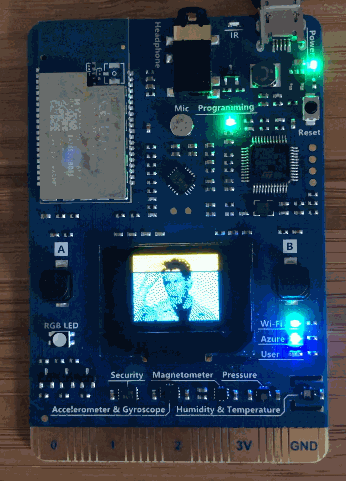 Headphone
IR
Power
Mic
Programming
Reset
A
B
RGB LED
Wi-Fi
Azure
User
Security
Magnetometer
Pressure
Accelerometer & Gyroscope
Humidity & Temperature
0
1
2
3V
GND